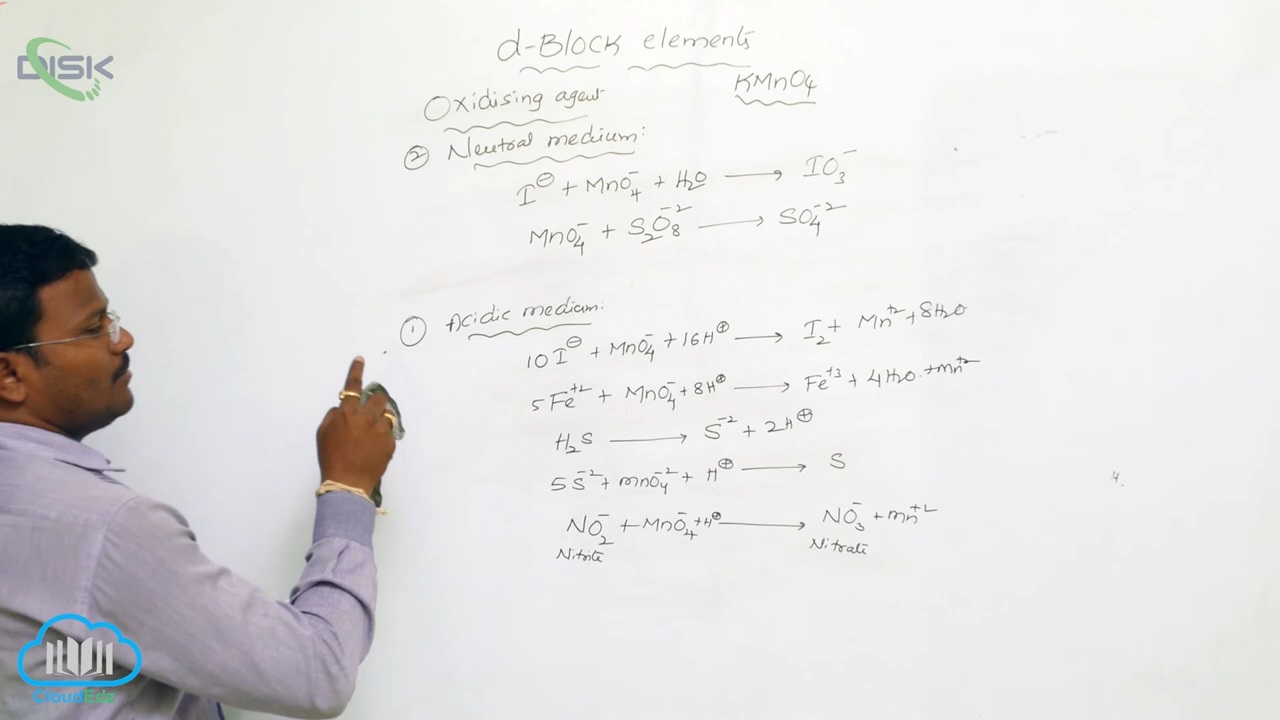 DISK
d-Block elements
KMnO4
Oxidising agent
② Neutral medium:
I⊖ + MnO4⁻ + H2O ⟶ IO3⁻
MnO4⁻ + S2O8⁻² ⟶ SO4⁻²
① Acidic medium:
10I⊖ + MnO4⁻ + 16H⊕ ⟶ I2 + Mn⁺² + 8H2O
5Fe⁺² + MnO4⁻ + 8H⊕ ⟶ Fe⁺³ + 4H2O + mn⁺²
H2S ⟶ S⁻² + 2H⊕
5S⁻² + mnO4⁻² + H⊕ ⟶ S
NO2⁻ + MnO4⁻ + H⊕ ⟶ NO3⁻ + mn⁺²
Nitrite Nitrate
CloudEdz